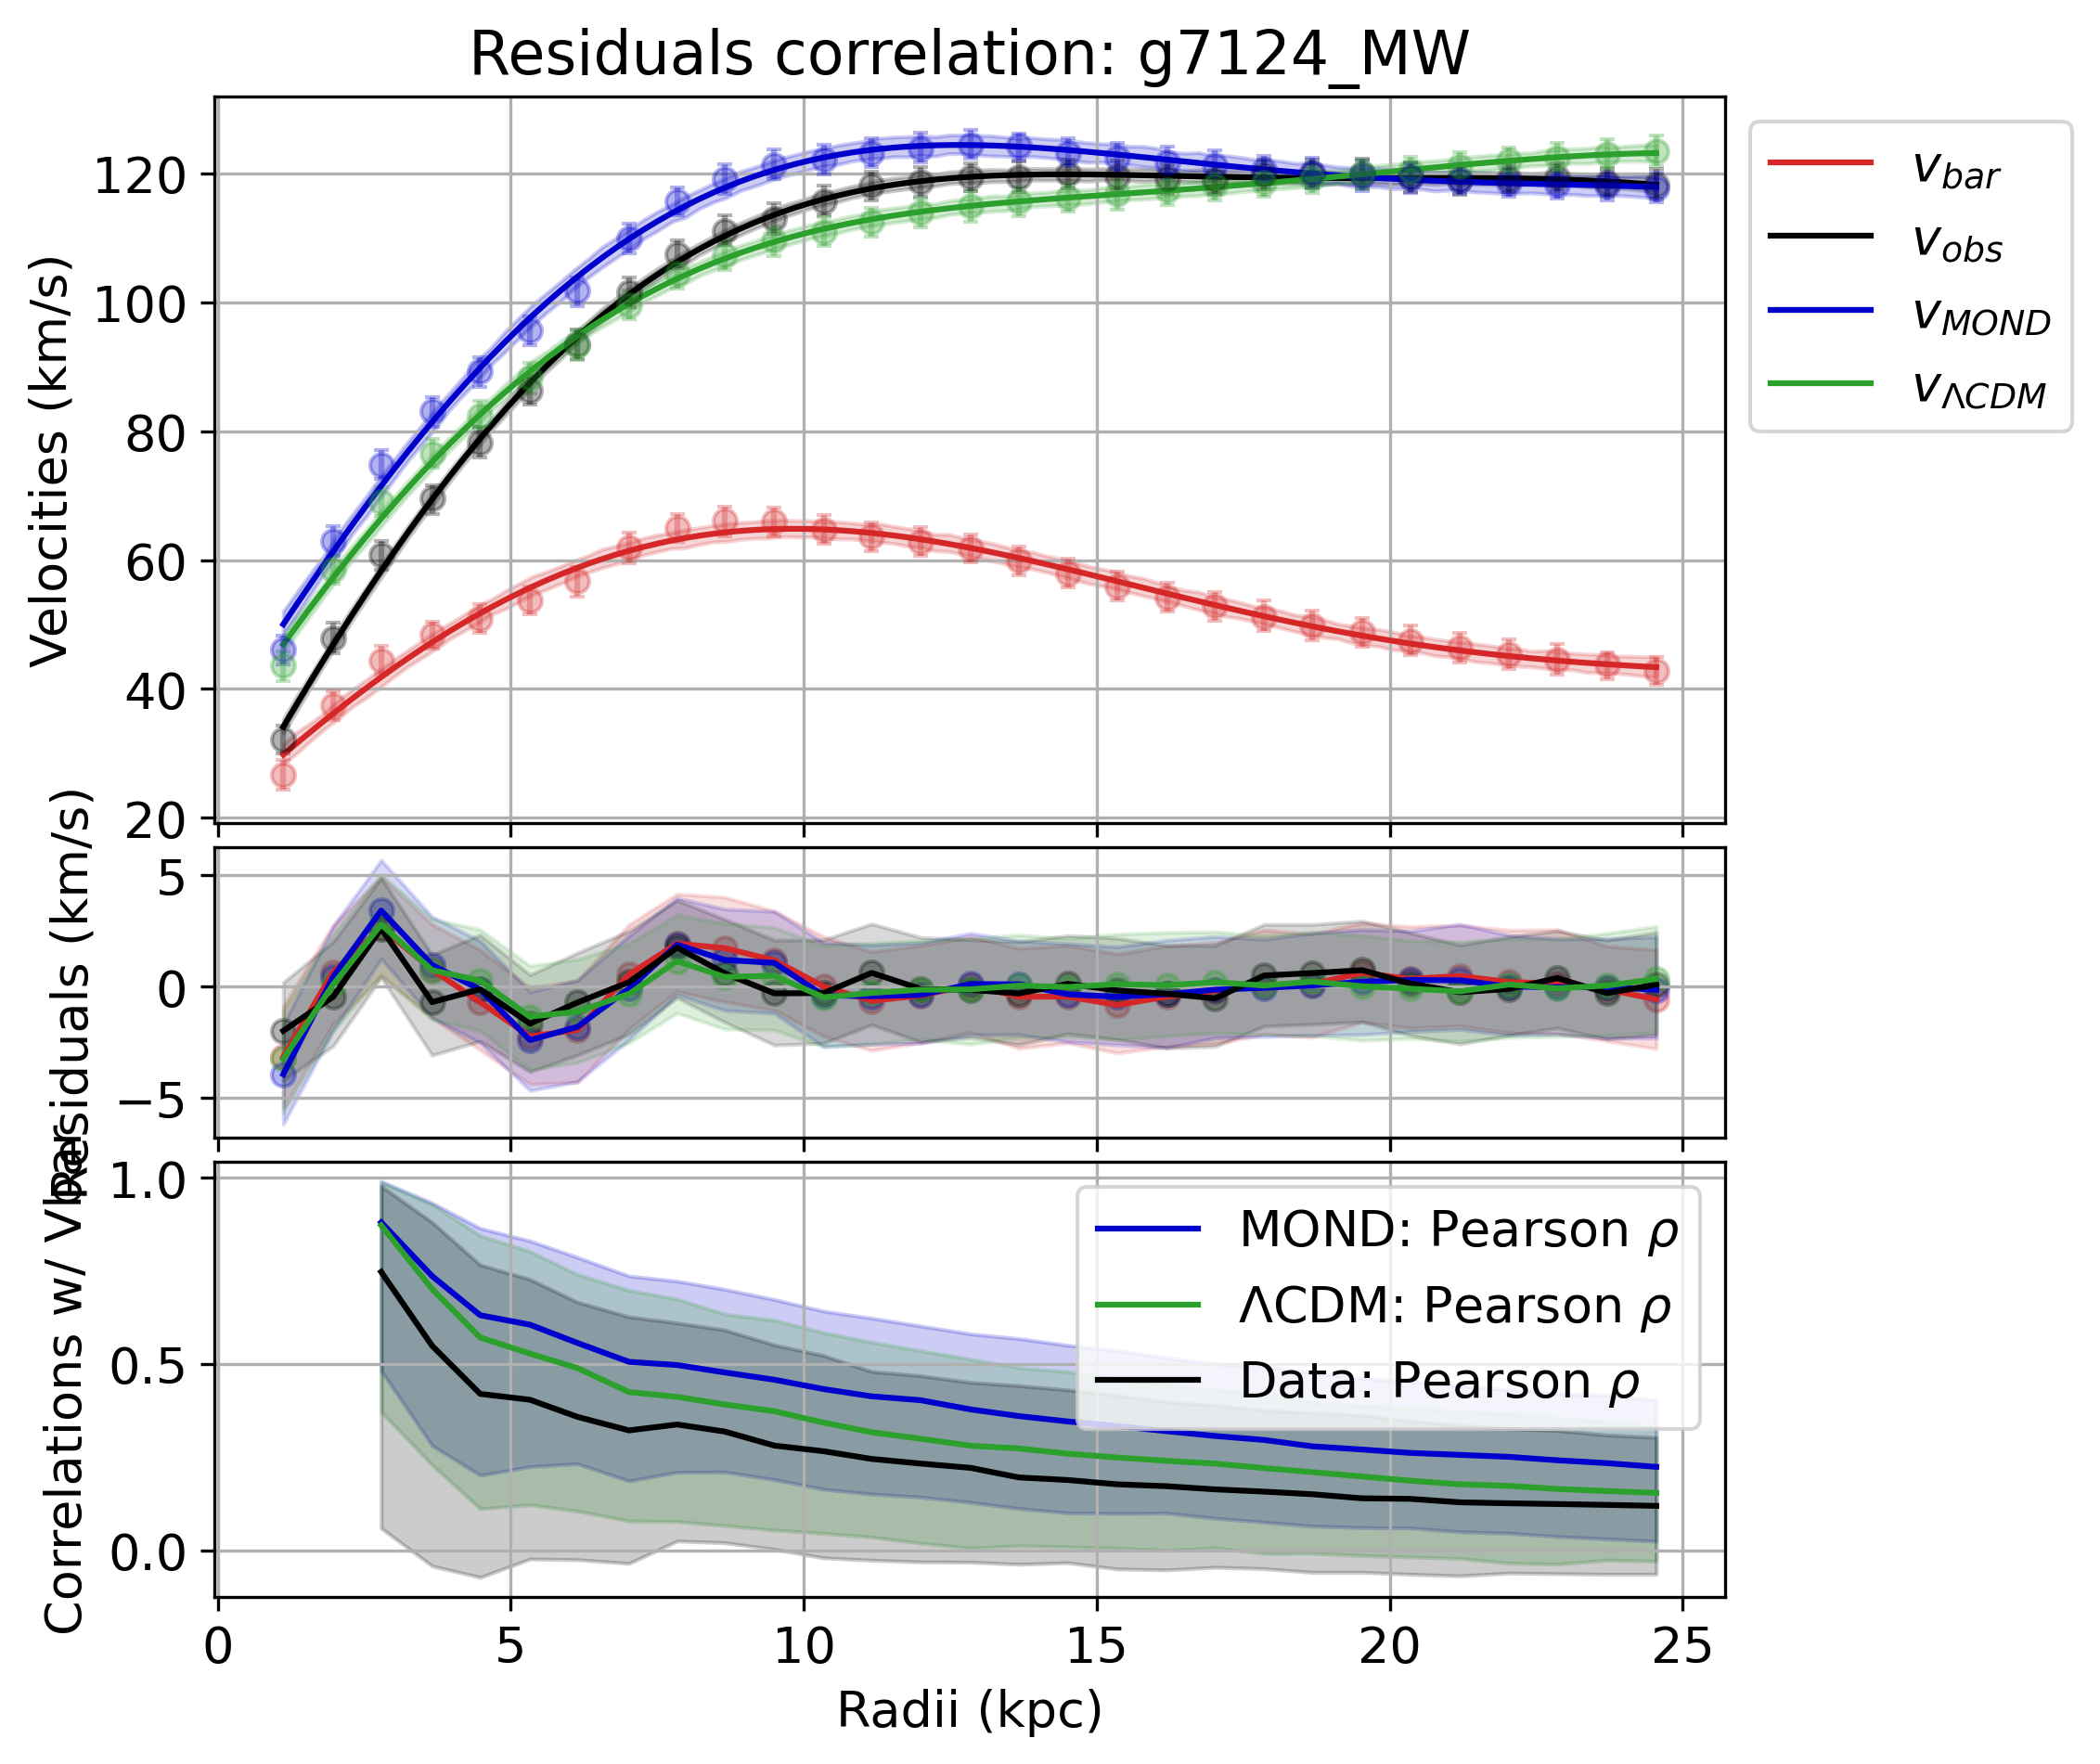 Residuals correlation: g7124_MW
Velocities (km/s)
120
100
80
60
40
20
v_bar
v_obs
v_MOND
v_ΛCDM
Residuals (km/s)
5
0
−5
Correlations w/ Vbar
1.0
0.5
0.0
MOND: Pearson ρ
ΛCDM: Pearson ρ
Data: Pearson ρ
0 5 10 15 20 25
Radii (kpc)